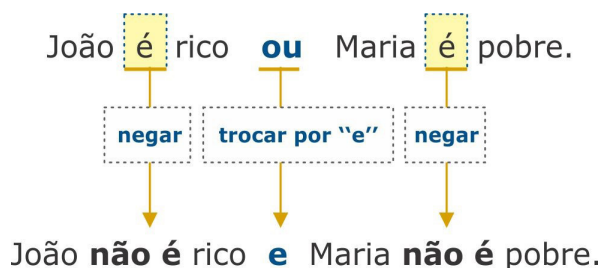 João é rico ou Maria é pobre.
negar trocar por ‘‘e’’ negar
João não é rico e Maria não é pobre.